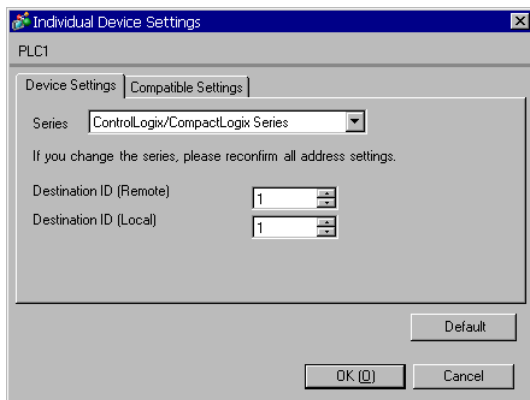 Individual Device Settings
PLC1
Device Settings Compatible Settings
Series ControlLogix/CompactLogix Series
If you change the series, please reconfirm all address settings.
Destination ID (Remote) 1
Destination ID (Local) 1
Default
OK (O) Cancel